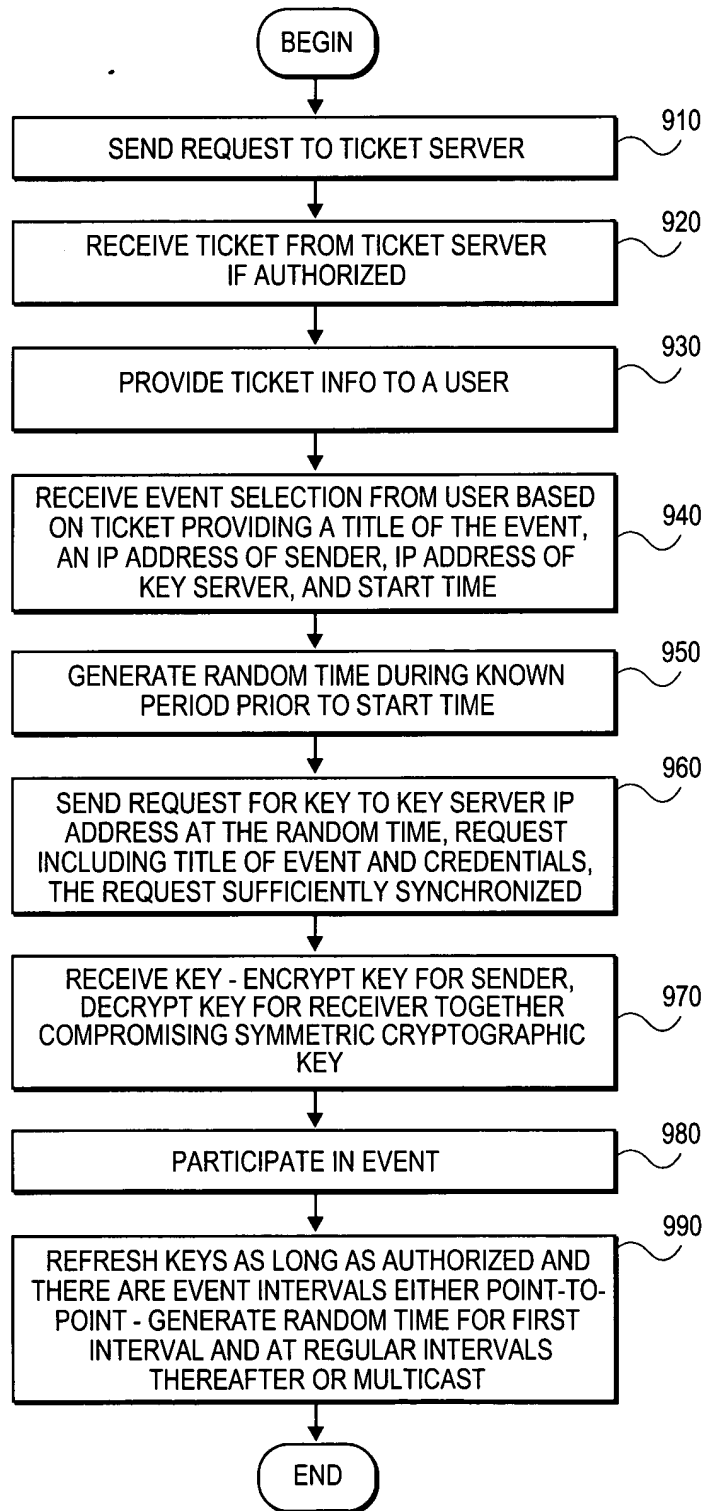 BEGIN
910
SEND REQUEST TO TICKET SERVER
920
RECEIVE TICKET FROM TICKET SERVER
IF AUTHORIZED
930
PROVIDE TICKET INFO TO A USER
940
RECEIVE EVENT SELECTION FROM USER BASED
ON TICKET PROVIDING A TITLE OF THE EVENT,
AN IP ADDRESS OF SENDER, IP ADDRESS OF
KEY SERVER, AND START TIME
950
GENERATE RANDOM TIME DURING KNOWN
PERIOD PRIOR TO START TIME
960
SEND REQUEST FOR KEY TO KEY SERVER IP
ADDRESS AT THE RANDOM TIME, REQUEST
INCLUDING TITLE OF EVENT AND CREDENTIALS,
THE REQUEST SUFFICIENTLY SYNCHRONIZED
970
RECEIVE KEY - ENCRYPT KEY FOR SENDER,
DECRYPT KEY FOR RECEIVER TOGETHER
COMPROMISING SYMMETRIC CRYPTOGRAPHIC
KEY
980
PARTICIPATE IN EVENT
990
REFRESH KEYS AS LONG AS AUTHORIZED AND
THERE ARE EVENT INTERVALS EITHER POINT-TO-
POINT - GENERATE RANDOM TIME FOR FIRST
INTERVAL AND AT REGULAR INTERVALS
THEREAFTER OR MULTICAST
END